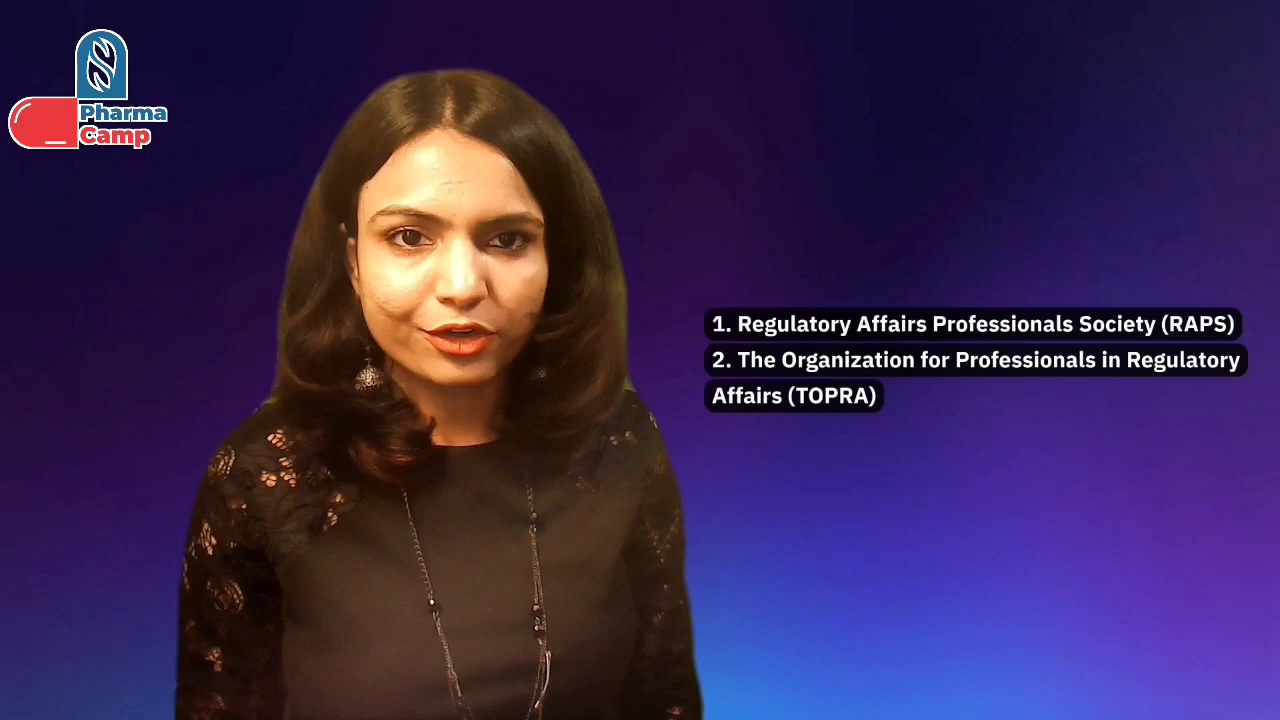 Pharma
Camp
1. Regulatory Affairs Professionals Society (RAPS)
2. The Organization for Professionals in Regulatory
Affairs (TOPRA)